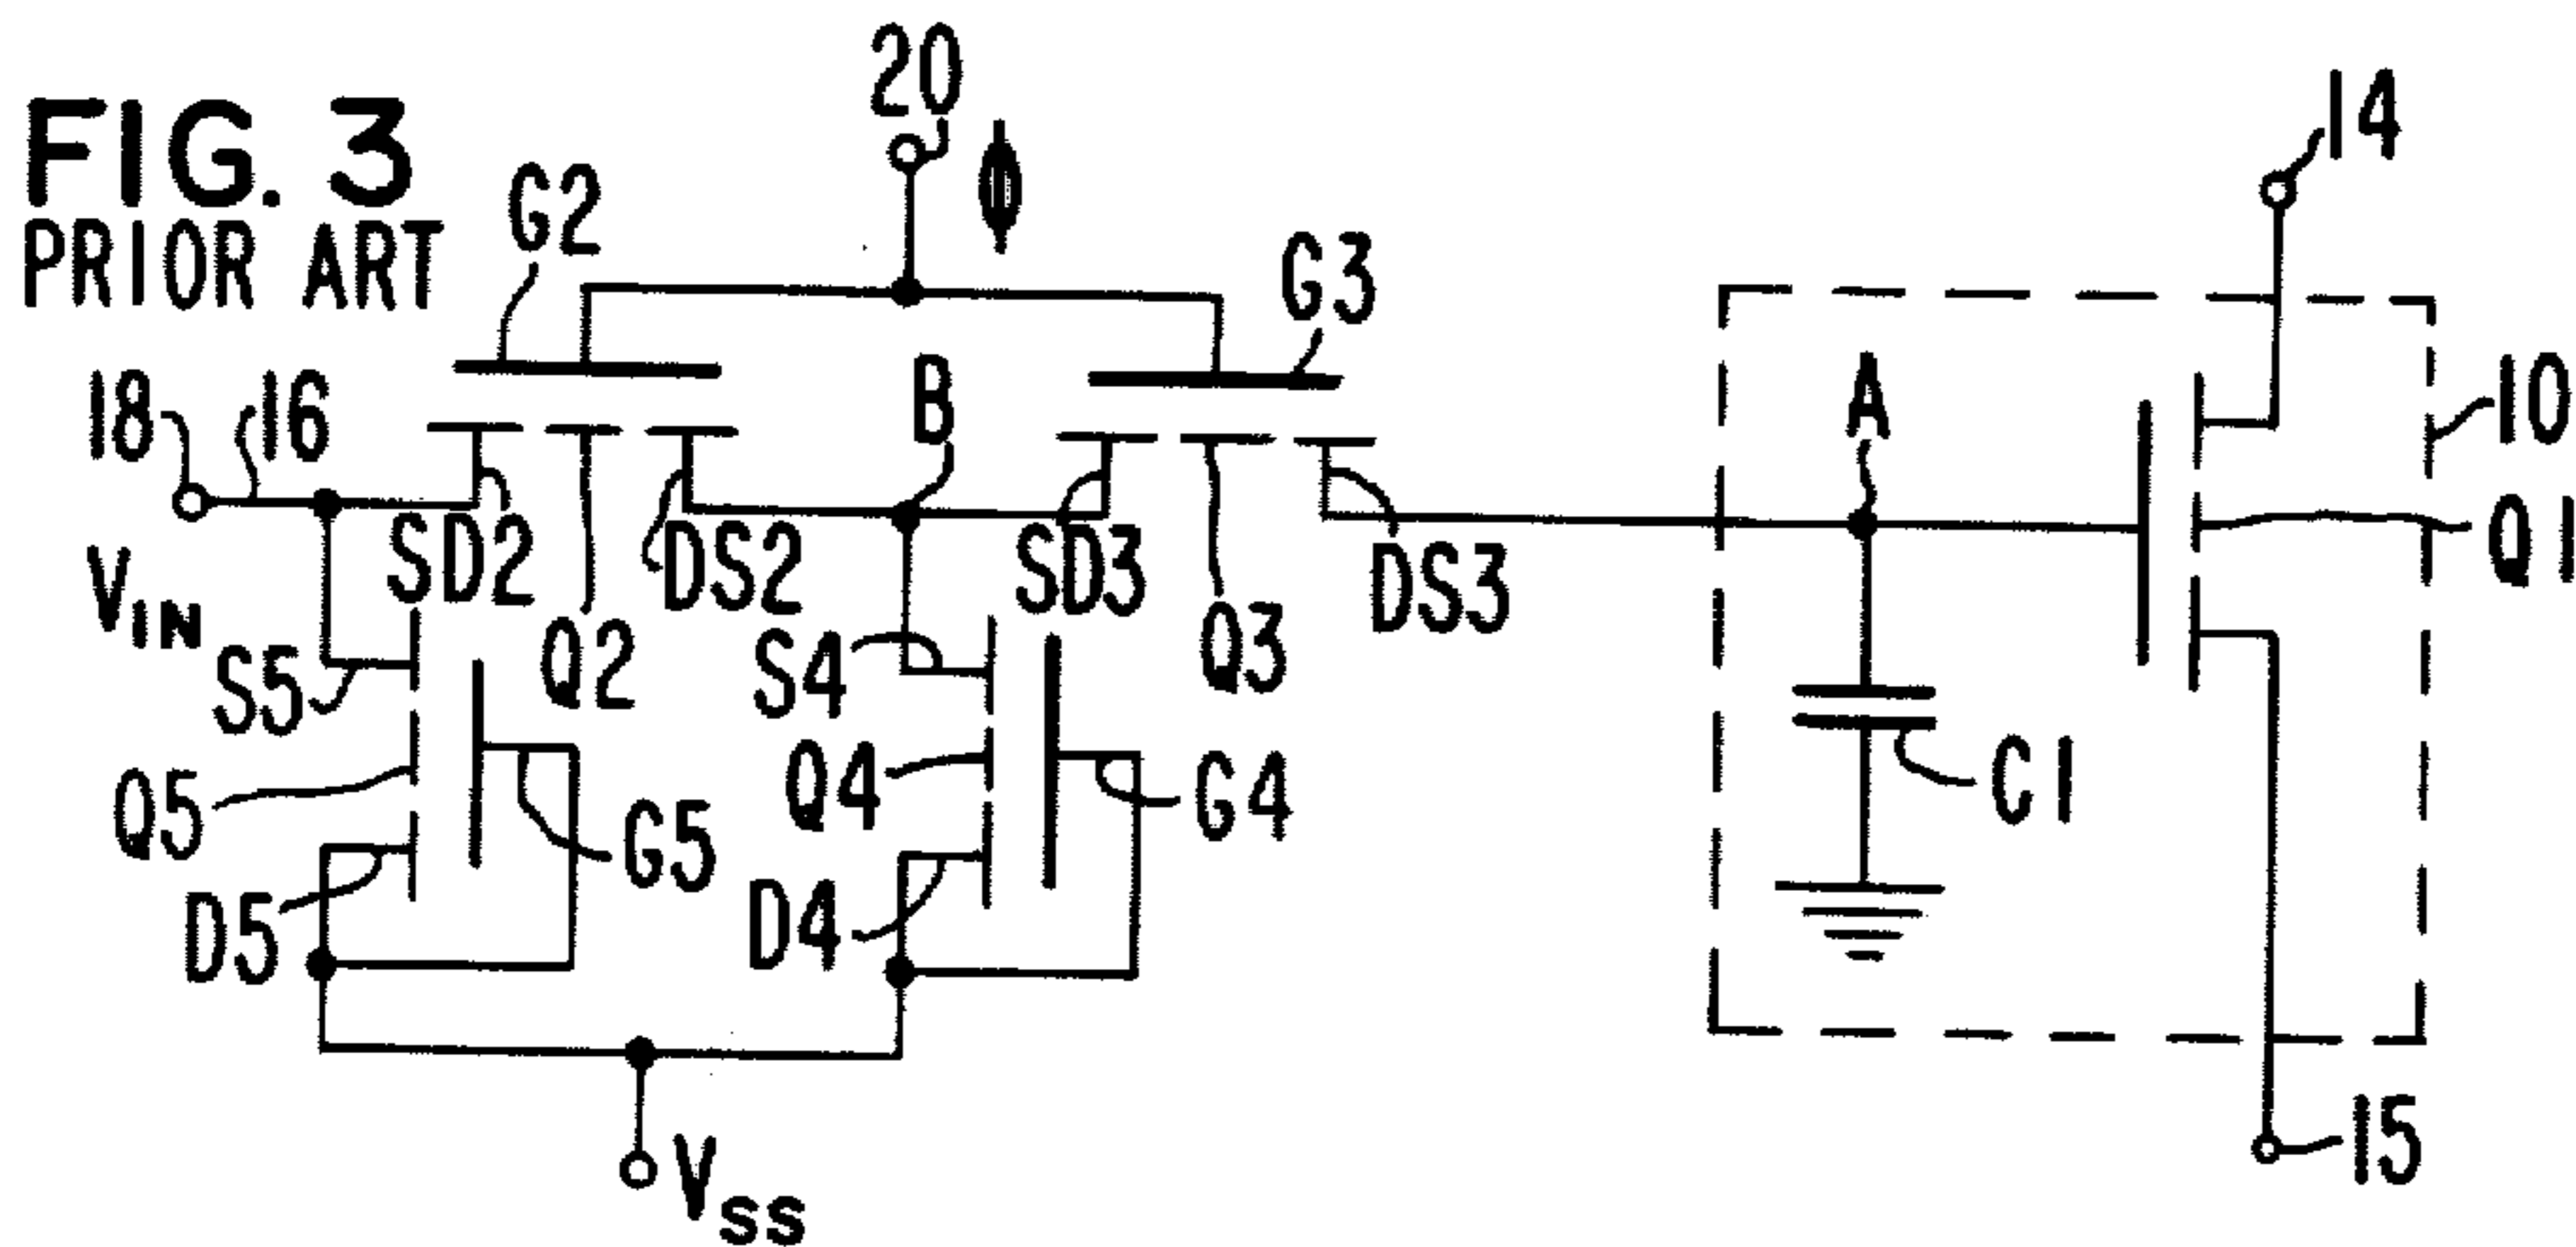 FIG. 3
PRIOR ART
20
ϕ
14
G2
G3
18
16
B
A
10
VIN
SD2
DS2
SD3
DS3
Q1
S5
Q2
S4
Q3
Q5
G5
Q4
G4
C1
D5
D4
VSS
15